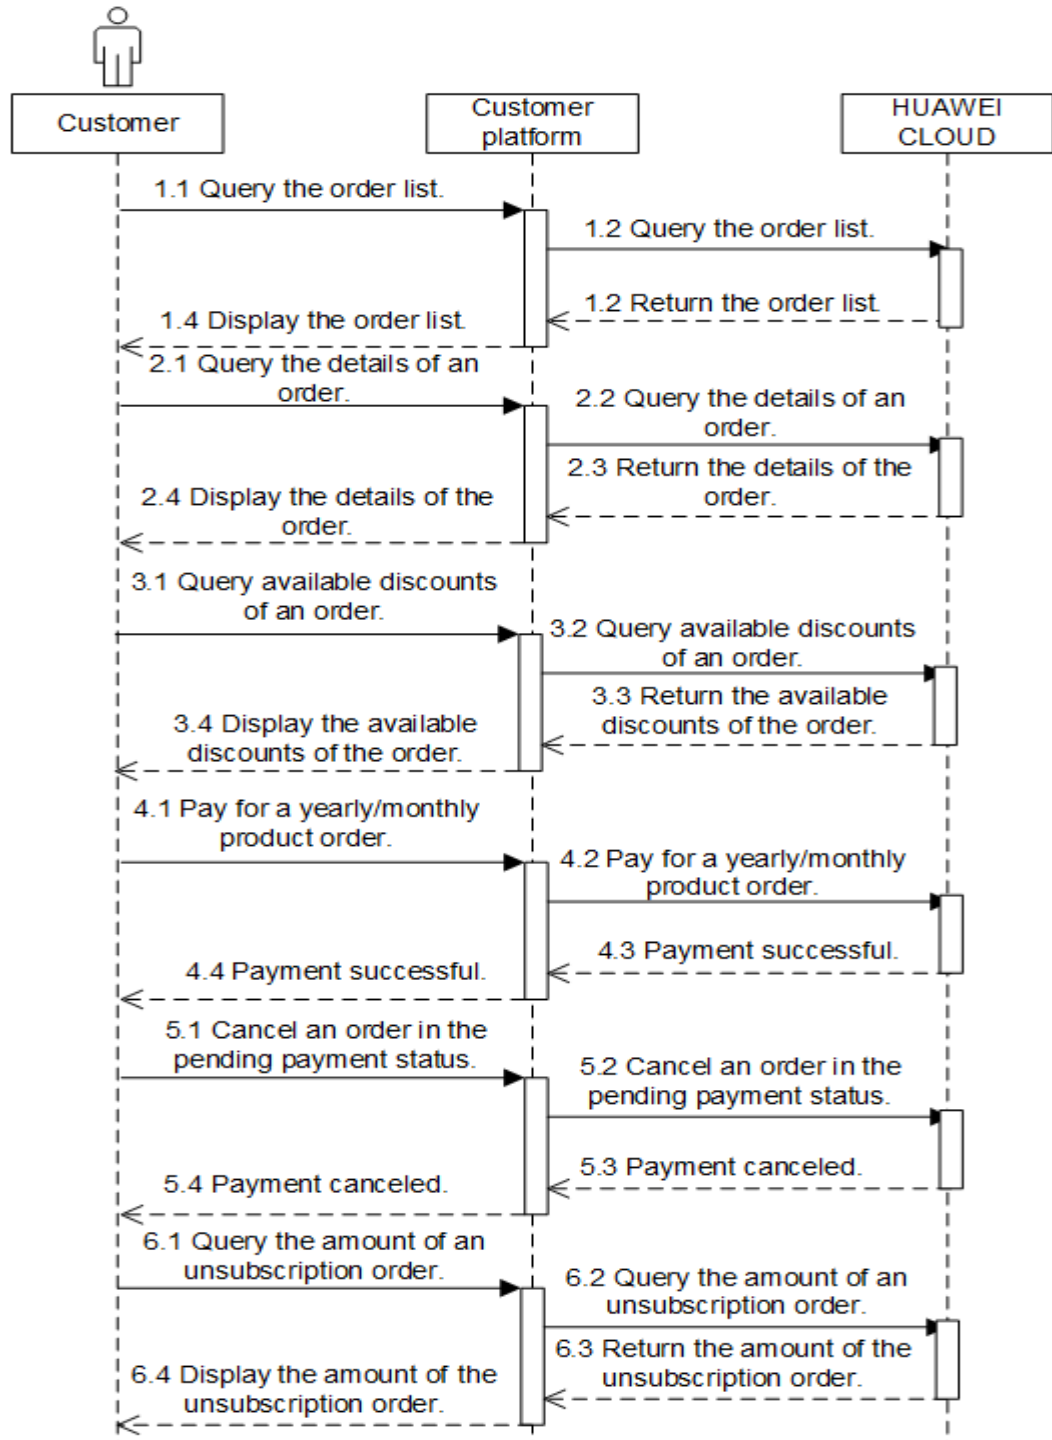 Customer
Customer
platform
HUAWEI
CLOUD
1.1 Query the order list.
1.2 Query the order list.
1.2 Return the order list.
1.4 Display the order list.
2.1 Query the details of an
order.
2.2 Query the details of an
order.
2.3 Return the details of the
order.
2.4 Display the details of the
order.
3.1 Query available discounts
of an order.
3.2 Query available discounts
of an order.
3.3 Return the available
discounts of the order.
3.4 Display the available
discounts of the order.
4.1 Pay for a yearly/monthly
product order.
4.2 Pay for a yearly/monthly
product order.
4.3 Payment successful.
4.4 Payment successful.
5.1 Cancel an order in the
pending payment status.
5.2 Cancel an order in the
pending payment status.
5.3 Payment canceled.
5.4 Payment canceled.
6.1 Query the amount of an
unsubscription order.
6.2 Query the amount of an
unsubscription order.
6.3 Return the amount of the
unsubscription order.
6.4 Display the amount of the
unsubscription order.